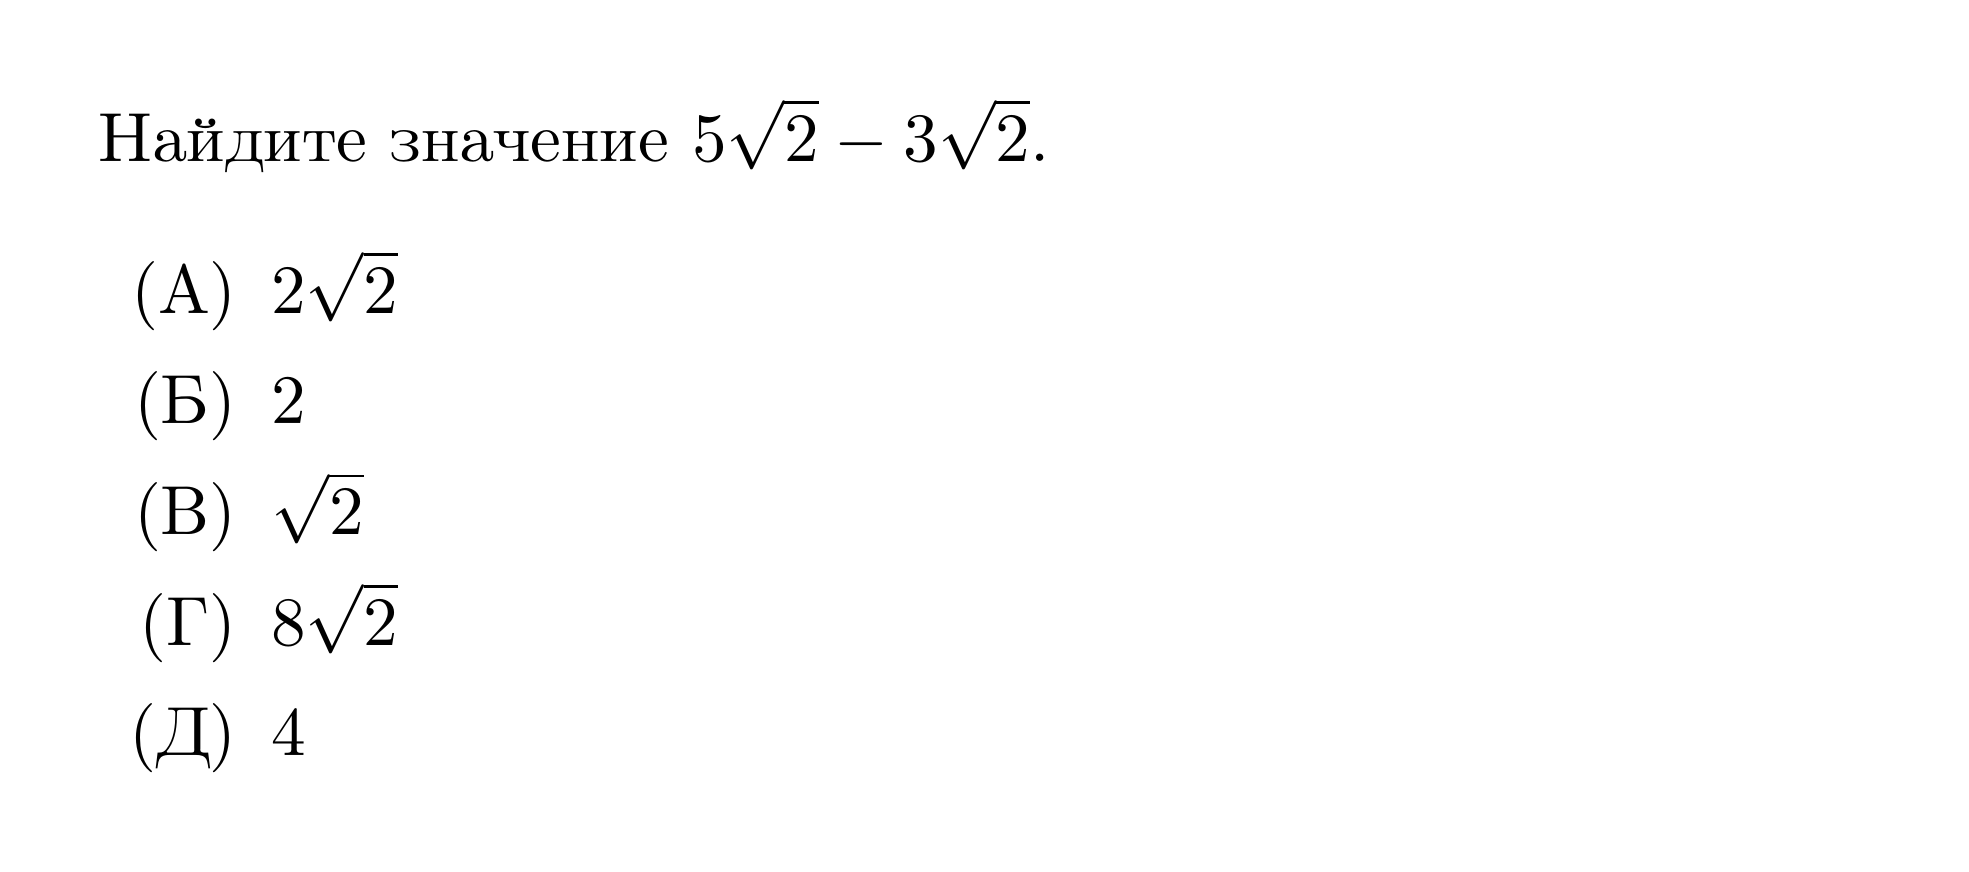 Найдите значение 5√2 − 3√2.
(А) 2√2
(Б) 2
(В) √2
(Г) 8√2
(Д) 4